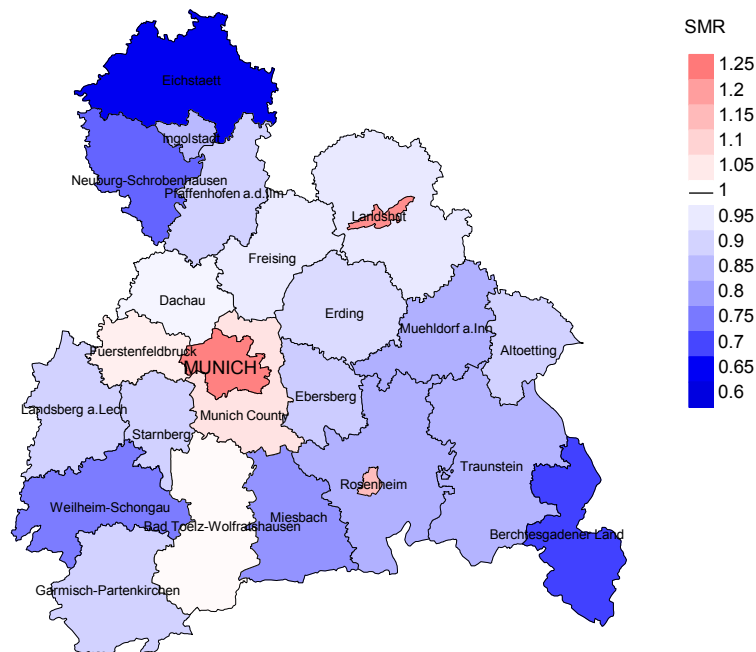 SMR
1.25
1.2
1.15
1.1
1.05
1
0.95
0.9
0.85
0.8
0.75
0.7
0.65
0.6
Eichstaett
Ingolstadt
Neuburg-Schrobenhausen
Pfaffenhofen a.d.Ilm
Landshut
Freising
Dachau
Erding
Muehldorf a.Inn
Altoetting
Fuerstenfeldbruck
MUNICH
Ebersberg
Landsberg a.Lech
Munich County
Starnberg
Traunstein
Rosenheim
Weilheim-Schongau
Miesbach
Bad Toelz-Wolfratshausen
Berchtesgadener Land
Garmisch-Partenkirchen